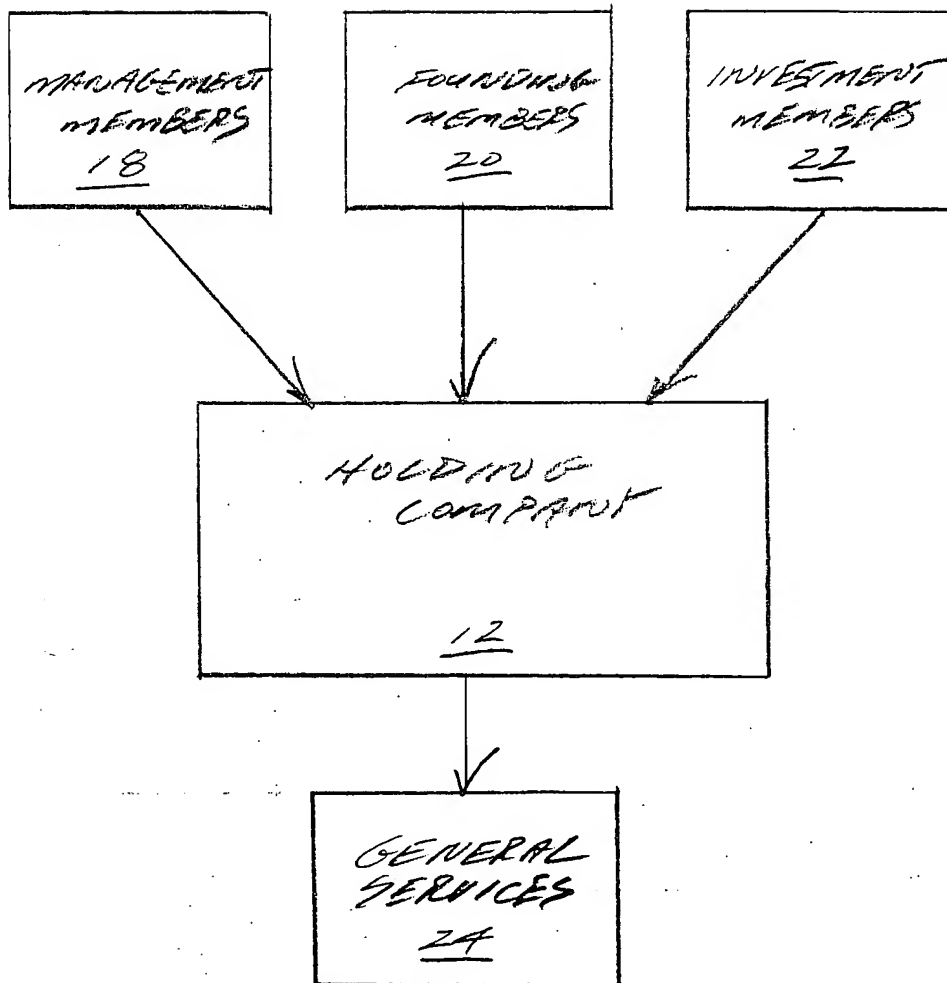 MANAGEMENT
MEMBERS
18
FOUNDING
MEMBERS
20
INVESTMENT
MEMBERS
22
HOLDING
COMPANY
12
GENERAL
SERVICES
24